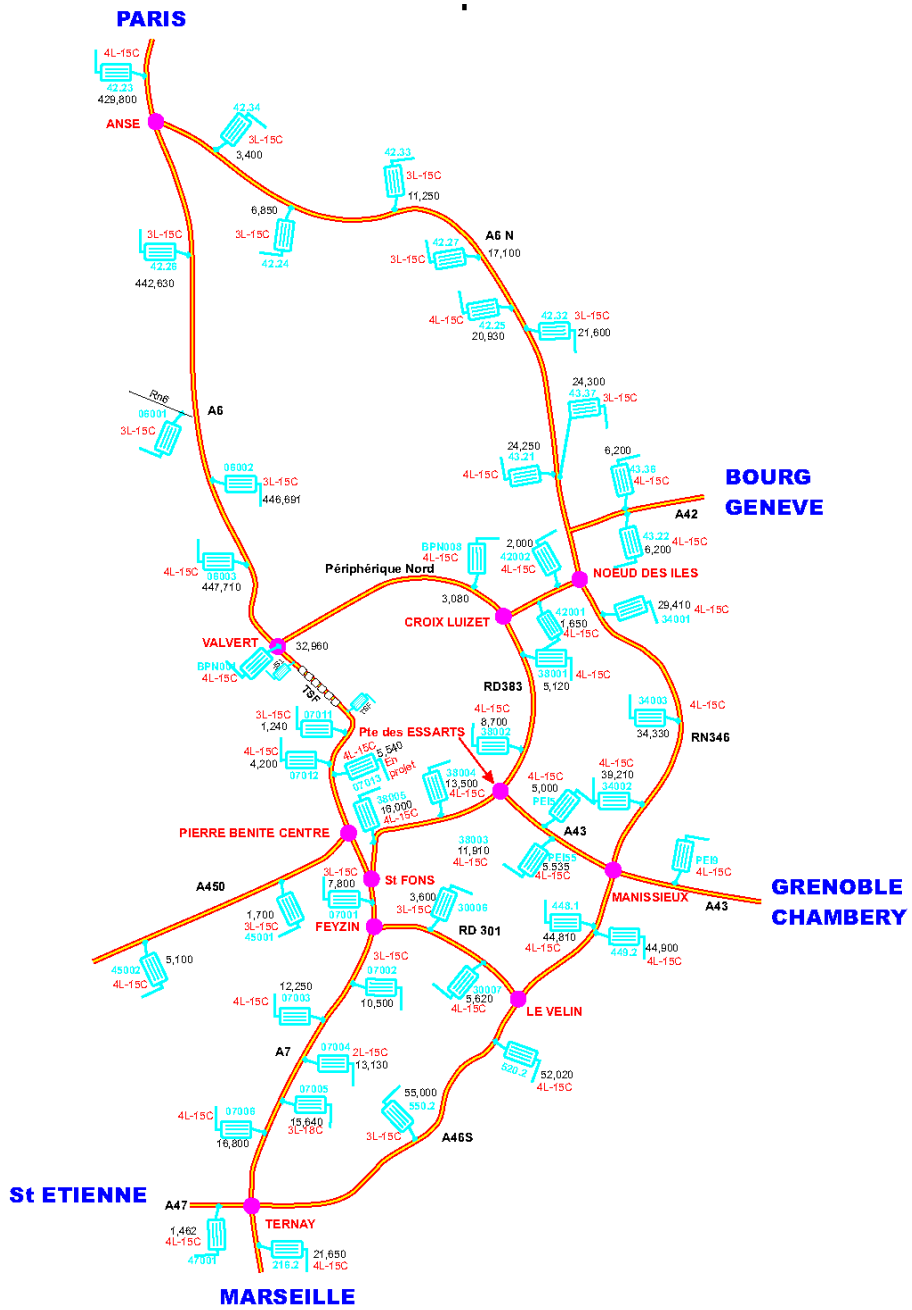 PARIS
4L-15C
42.23
429,800
ANSE
42.34
3L-15C
3,400
42.33
3L-15C
11,250
6,850
3L-15C
42.24
A6 N
42.27
17,100
3L-15C
3L-15C
42.26
442,630
4L-15C
42.25
20,930
42.32
3L-15C
21,600
Rn6
06001
3L-15C
A6
24,300
43.37
3L-15C
24,250
43.21
4L-15C
6,200
43.36
4L-15C
BOURG
GENEVE
A42
43.22
4L-15C
6,200
06002
3L-15C
446,691
4L-15C
06003
447,710
Périphérique Nord
BPN008
4L-15C
3,080
2,000
42002
4L-15C
NOEUD DES ILES
CROIX LUIZET
42001
1,650
4L-15C
29,410
4L-15C
34001
VALVERT
32,960
4L-15C
TSF
TSF
38001
4L-15C
5,120
RD383
34003
4L-15C
34,330
RN346
3L-15C
07011
1,240
4L-15C
8,700
38002
Pte des ESSARTS
4L-15C
4,200
07012
4L-15C
5,540
En
projet
07013
38004
13,500
4L-15C
38005
16,000
4L-15C
4L-15C
5,000
PEI5
4L-15C
39,210
34002
A43
PIERRE BENITE CENTRE
38003
11,910
4L-15C
PEI55
5,535
4L-15C
PEI9
4L-15C
MANISSIEUX
A43
GRENOBLE
CHAMBERY
A450
3L-15C
7,800
07001
St FONS
FEYZIN
3,600
3L-15C
30006
RD 301
1,700
3L-15C
45001
448.1
44,810
4L-15C
449.2
44,900
4L-15C
45002
4L-15C
5,100
3L-15C
07002
10,500
30007
5,620
4L-15C
LE VELIN
12,250
4L-15C
07003
A7
07004
2L-15C
13,130
520.2
52,020
4L-15C
07005
15,640
3L-18C
4L-15C
07006
16,800
55,000
550.2
3L-15C
A46S
St ETIENNE
A47
TERNAY
1,462
4L-15C
47001
216.2
21,650
4L-15C
MARSEILLE